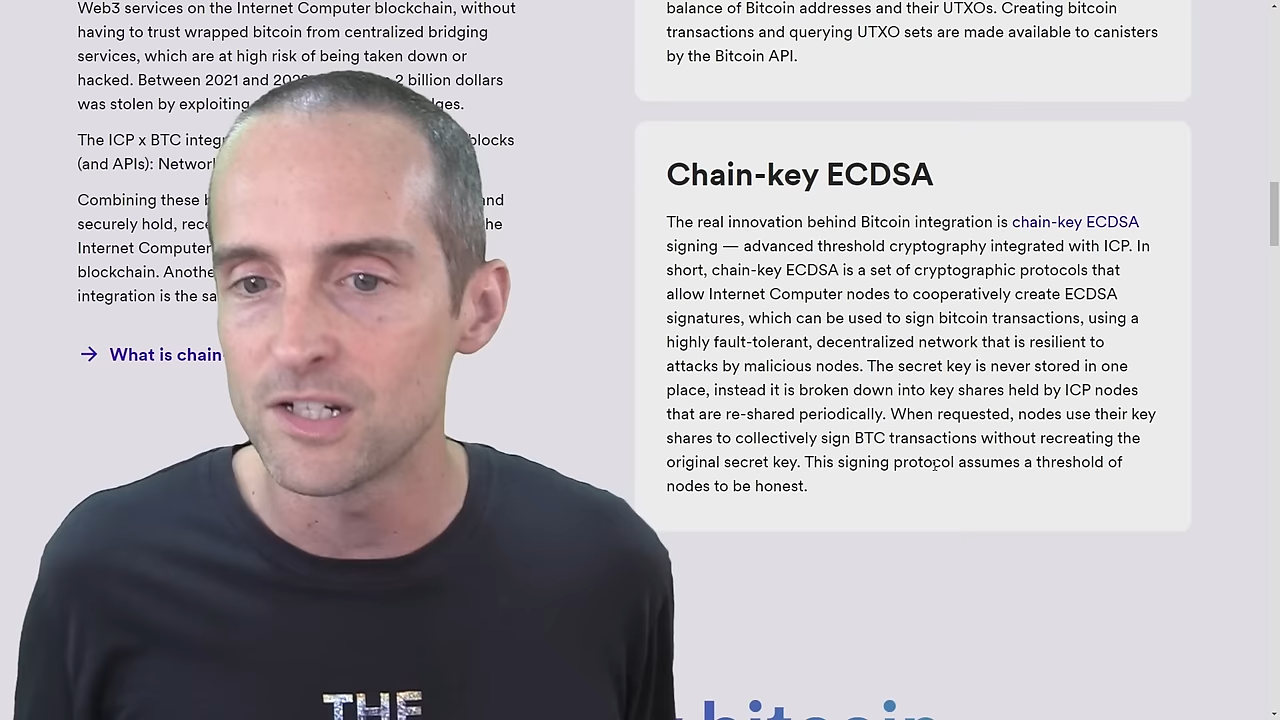 Web3 services on the Internet Computer blockchain, without
having to trust wrapped bitcoin from centralized bridging
services, which are at high risk of being taken down or
hacked. Between 2021 and 2 billion dollars
was stolen by exploiting
The ICP x BTC blocks
(and APIs):
Combining these
securely hold, the
Internet Computer
blockchain.
integration is the
→ What is chain
balance of Bitcoin addresses and their UTXOs. Creating bitcoin
transactions and querying UTXO sets are made available to canisters
by the Bitcoin API.
Chain-key ECDSA
The real innovation behind Bitcoin integration is chain-key ECDSA
signing — advanced threshold cryptography integrated with ICP. In
short, chain-key ECDSA is a set of cryptographic protocols that
allow Internet Computer nodes to cooperatively create ECDSA
signatures, which can be used to sign bitcoin transactions, using a
highly fault-tolerant, decentralized network that is resilient to
attacks by malicious nodes. The secret key is never stored in one
place, instead it is broken down into key shares held by ICP nodes
that are re-shared periodically. When requested, nodes use their key
shares to collectively sign BTC transactions without recreating the
original secret key. This signing protocol assumes a threshold of
nodes to be honest.
bitcoin
THE